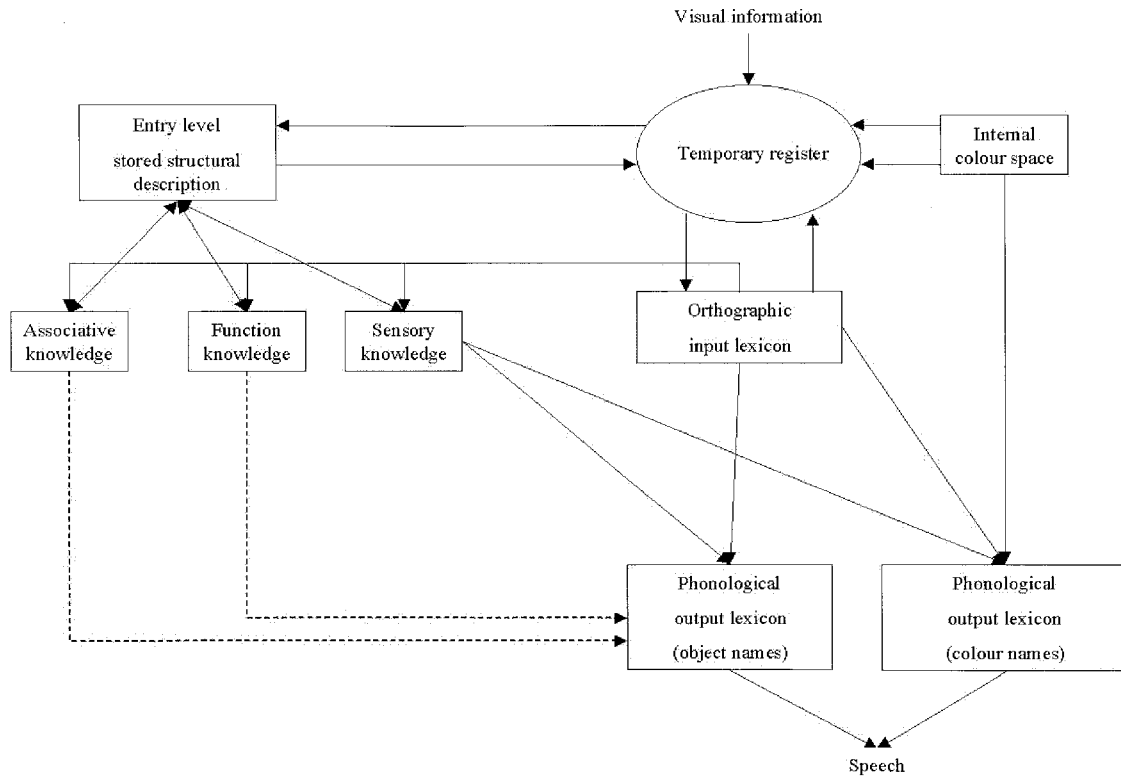 Visual information
Entry level
stored structural
description
Temporary register
Internal
colour space
Associative
knowledge
Function
knowledge
Sensory
knowledge
Orthographic
input lexicon
Phonological
output lexicon
(object names)
Phonological
output lexicon
(colour names)
Speech